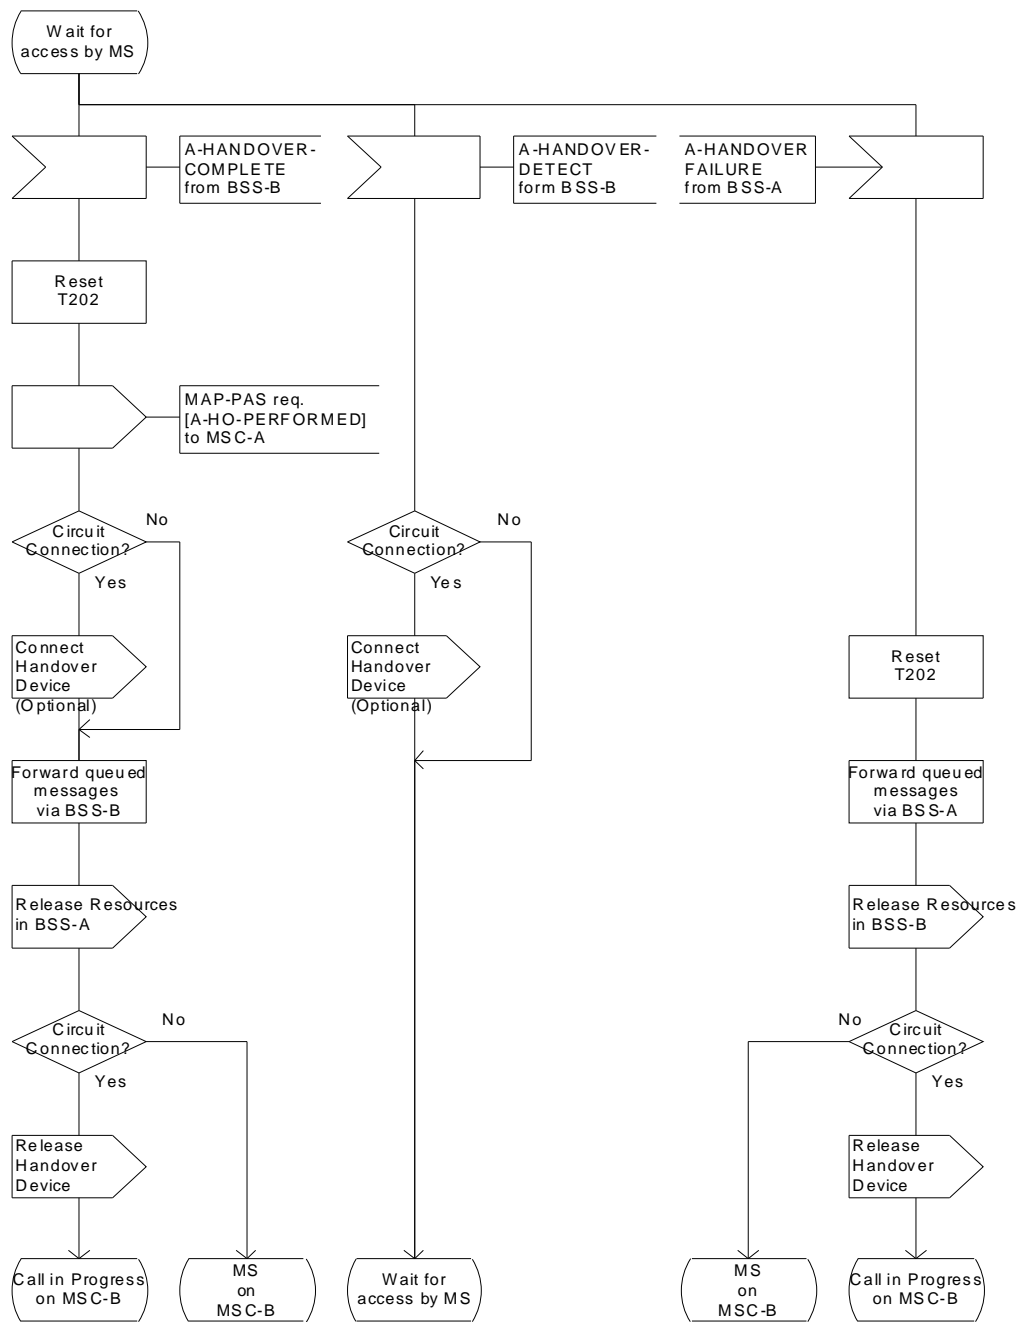 Wait for
access by MS
A-HANDOVER-
COMPLETE
from BSS-B
A-HANDOVER-
DETECT
form BSS-B
A-HANDOVER
FAILURE
from BSS-A
Reset
T202
MAP-PAS req.
[A-HO-PERFORMED]
to MSC-A
Circuit
Connection?
No
Yes
Circuit
Connection?
No
Yes
Connect
Handover
Device
(Optional)
Connect
Handover
Device
(Optional)
Reset
T202
Forward queued
messages
via BSS-B
Forward queued
messages
via BSS-A
Release Resources
in BSS-A
Release Resources
in BSS-B
Circuit
Connection?
No
Yes
No
Circuit
Connection?
Yes
Release
Handover
Device
Release
Handover
Device
Call in Progress
on MSC-B
MS
on
MSC-B
Wait for
access by MS
MS
on
MSC-B
Call in Progress
on MSC-B